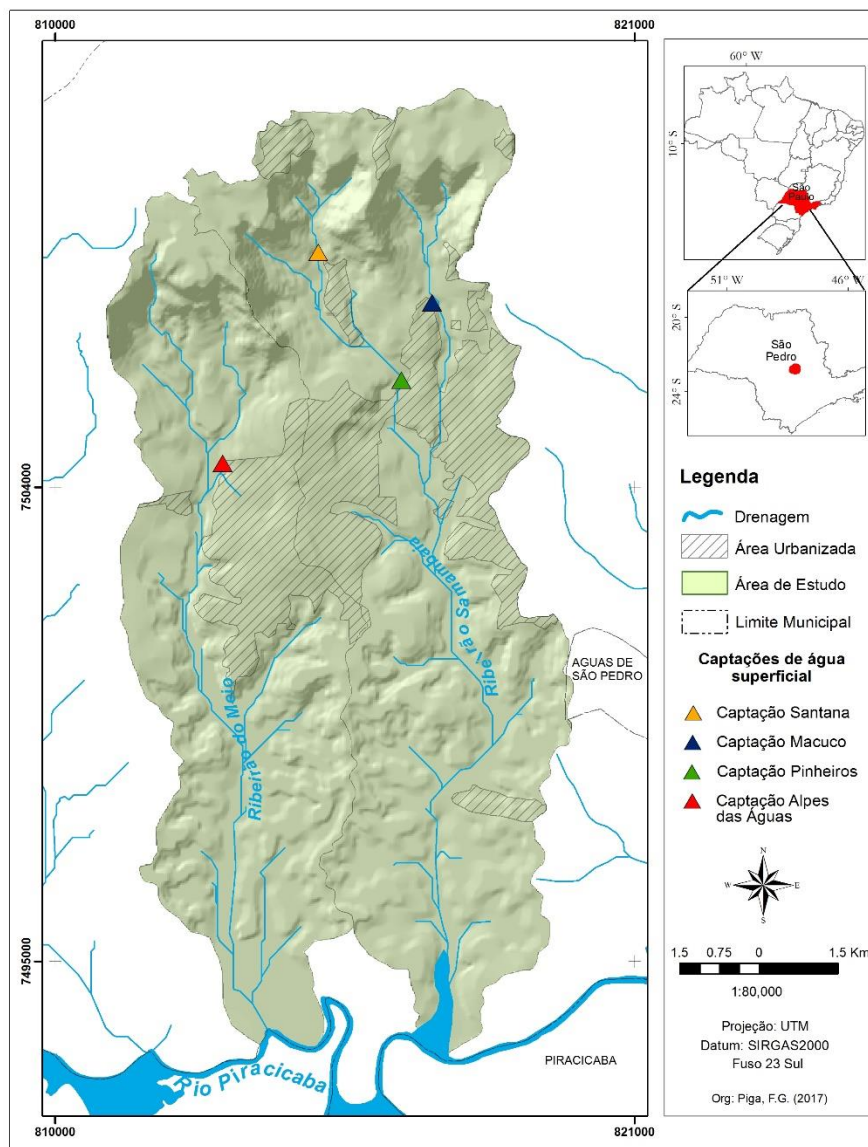 810000
821000
7504000
7495000
Ribeirão do Meio
Ribeirão Samambaia
AGUAS DE
SÃO PEDRO
PIRACICABA
Rio Piracicaba
810000
821000
60° W
10° S
São
Paulo
51° W
46° W
20° S
24° S
São
Pedro
Legenda
Drenagem
Área Urbanizada
Área de Estudo
Limite Municipal
Captações de água
superficial
Captação Santana
Captação Macuco
Captação Pinheiros
Captação Alpes
das Águas
N
W
E
S
1.5 0.75 0 1.5 Km
1:80,000
Projeção: UTM
Datum: SIRGAS2000
Fuso 23 Sul
Org: Piga, F.G. (2017)